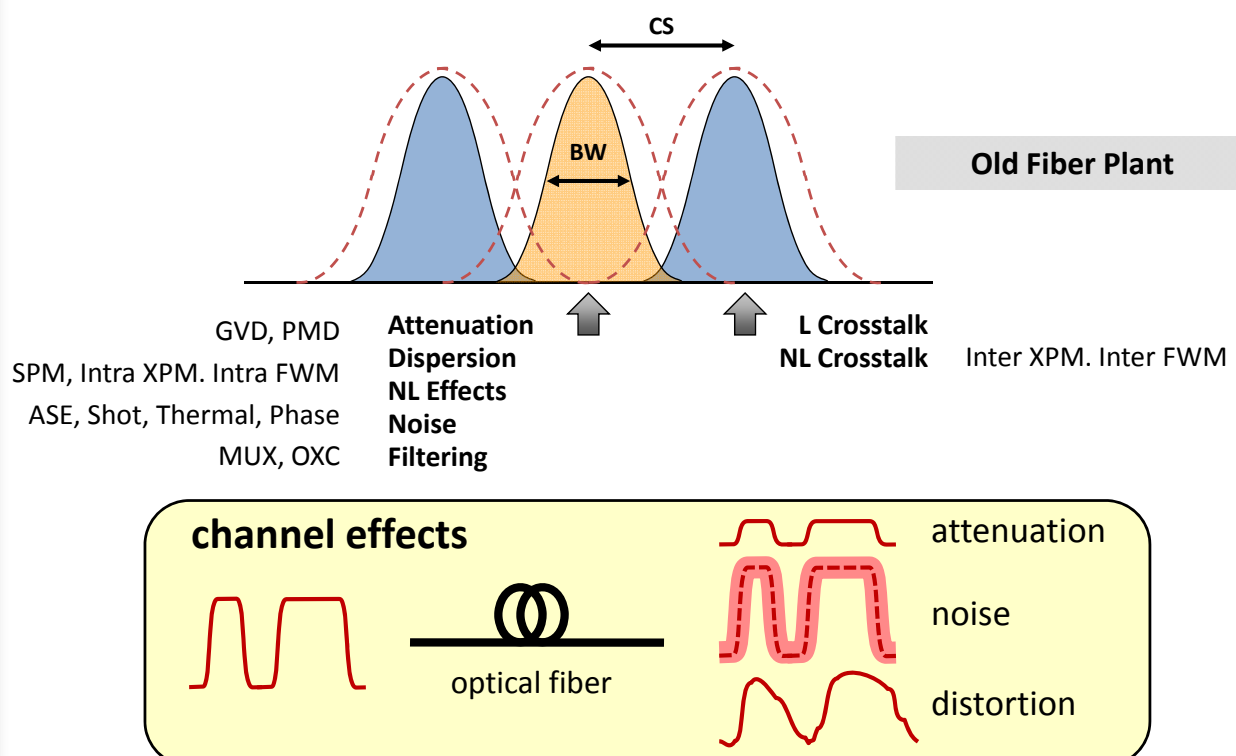 CS
BW
Old Fiber Plant
GVD, PMD
SPM, Intra XPM. Intra FWM
ASE, Shot, Thermal, Phase
MUX, OXC
Attenuation
Dispersion
NL Effects
Noise
Filtering
L Crosstalk
NL Crosstalk
Inter XPM. Inter FWM
channel effects
optical fiber
attenuation
noise
distortion